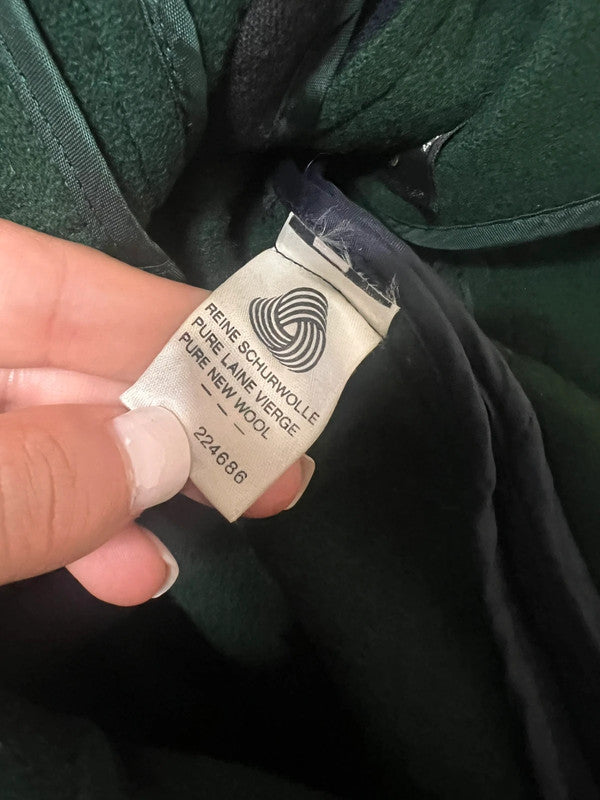 REINE SCHURWOLLE
PURE LAINE VIERGE
PURE NEW WOOL
– – –
224686